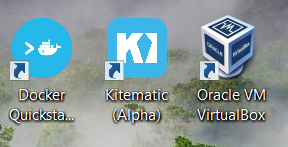 Docker
Quicksta...
Kitematic
(Alpha)
Oracle VM
VirtualBox